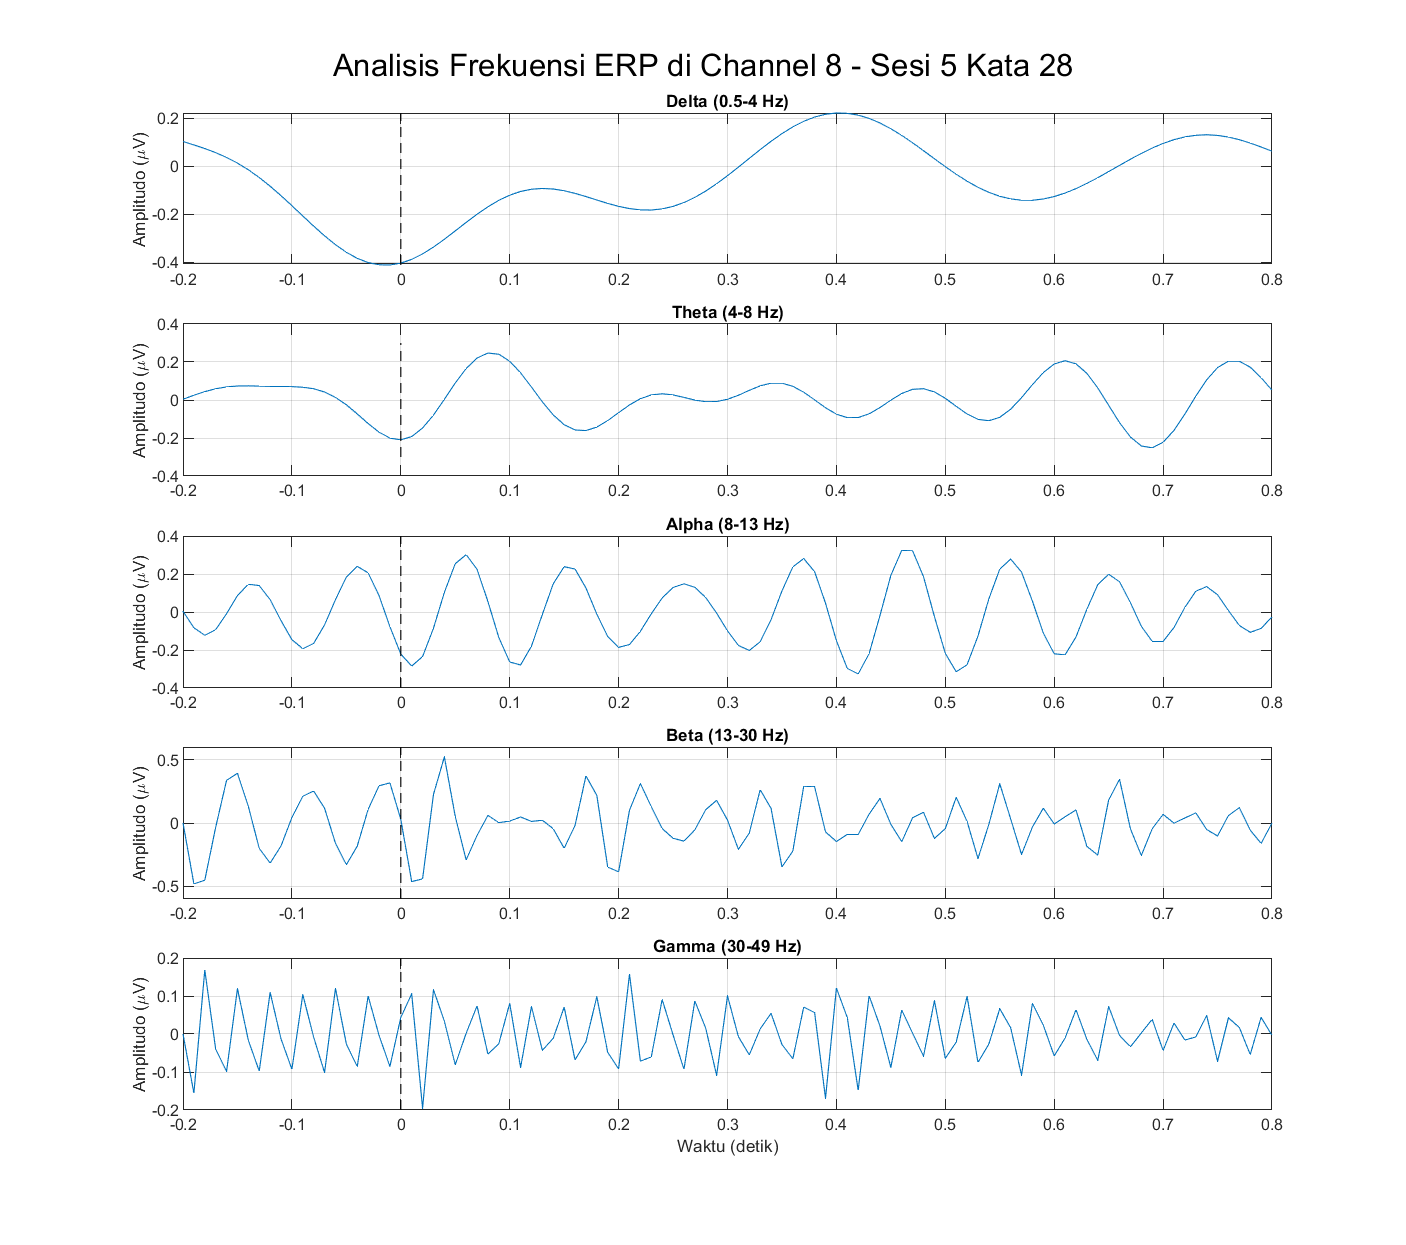 Analisis Frekuensi ERP di Channel 8 - Sesi 5 Kata 28
Delta (0.5-4 Hz)
Amplitudo (μV)
0.2
0
-0.2
-0.4
-0.2 -0.1 0 0.1 0.2 0.3 0.4 0.5 0.6 0.7 0.8
Theta (4-8 Hz)
Amplitudo (μV)
0.4
0.2
0
-0.2
-0.4
-0.2 -0.1 0 0.1 0.2 0.3 0.4 0.5 0.6 0.7 0.8
Alpha (8-13 Hz)
Amplitudo (μV)
0.4
0.2
0
-0.2
-0.4
-0.2 -0.1 0 0.1 0.2 0.3 0.4 0.5 0.6 0.7 0.8
Beta (13-30 Hz)
Amplitudo (μV)
0.5
0
-0.5
-0.2 -0.1 0 0.1 0.2 0.3 0.4 0.5 0.6 0.7 0.8
Gamma (30-49 Hz)
Amplitudo (μV)
0.2
0.1
0
-0.1
-0.2
-0.2 -0.1 0 0.1 0.2 0.3 0.4 0.5 0.6 0.7 0.8
Waktu (detik)